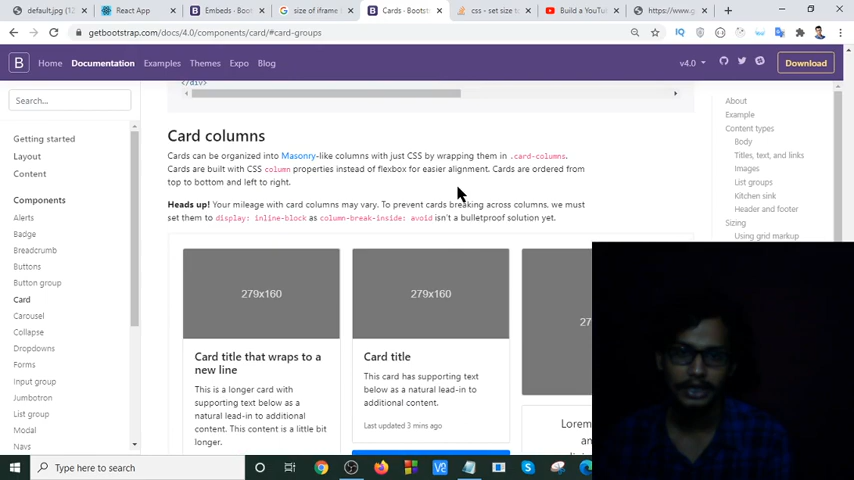 default.jpg (12
React App
Embeds - Boot
size of iframe
Cards - Bootst
css - set size t
Build a YouTU
https://www.g
getbootstrap.com/docs/4.0/components/card/#card-groups
B
Home
Documentation
Examples
Themes
Expo
Blog
v4.0
Download
Search...
Getting started
Layout
Content
Components
Alerts
Badge
Breadcrumb
Buttons
Button group
Card
Carousel
Collapse
Dropdowns
Forms
Input group
Jumbotron
List group
Modal
Navs
</div>
Card columns
Cards can be organized into Masonry-like columns with just CSS by wrapping them in .card-columns.
Cards are built with CSS column properties instead of flexbox for easier alignment. Cards are ordered from
top to bottom and left to right.
Heads up! Your mileage with card columns may vary. To prevent cards breaking across columns, we must
set them to display: inline-block as column-break-inside: avoid isn't a bulletproof solution yet.
279x160
Card title that wraps to a
new line
This is a longer card with
supporting text below as a
natural lead-in to additional
content. This content is a little bit
longer.
279x160
Card title
This card has supporting text
below as a natural lead-in to
additional content.
Last updated 3 mins ago
27
Lorem
a
About
Example
Content types
Body
Titles, text, and links
Images
List groups
Kitchen sink
Header and footer
Sizing
Using grid markup
Type here to search